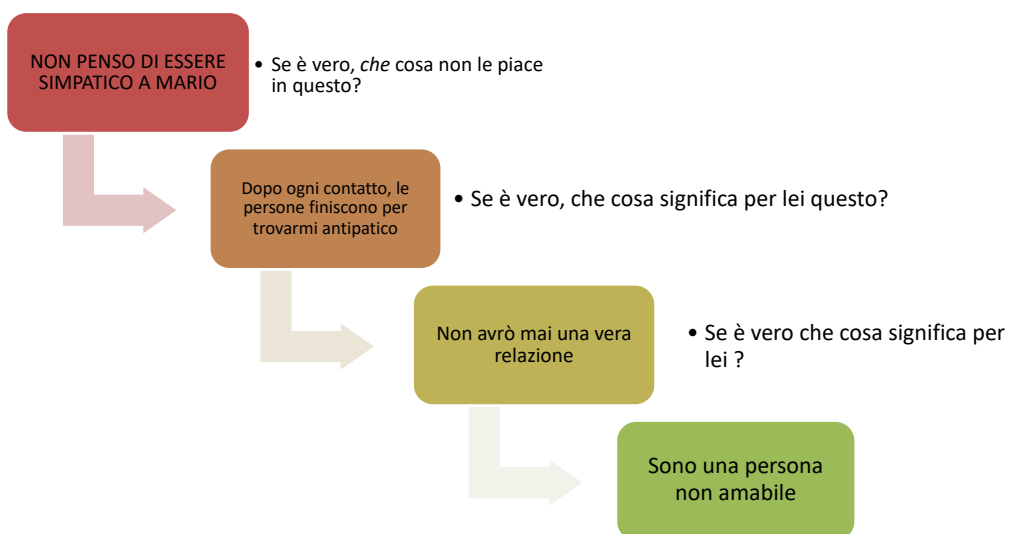 NON PENSO DI ESSERE
SIMPATICO A MARIO
• Se è vero, che cosa non le piace
in questo?
Dopo ogni contatto, le
persone finiscono per
trovarmi antipatico
• Se è vero, che cosa significa per lei questo?
Non avrò mai una vera
relazione
• Se è vero che cosa significa per
lei ?
Sono una persona
non amabile